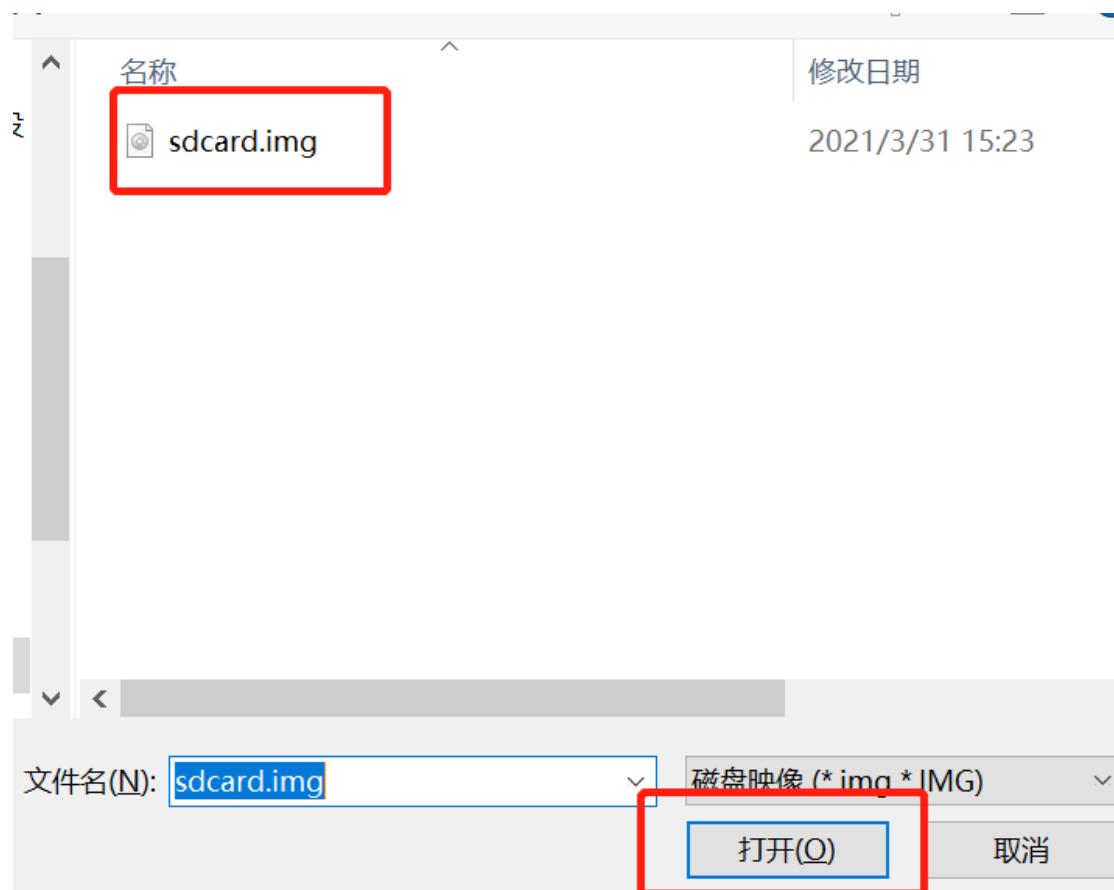 名称 修改日期
sdcard.img 2021/3/31 15:23
文件名(N): sdcard.img 磁盘映像 (*.img *.IMG)
打开(O) 取消